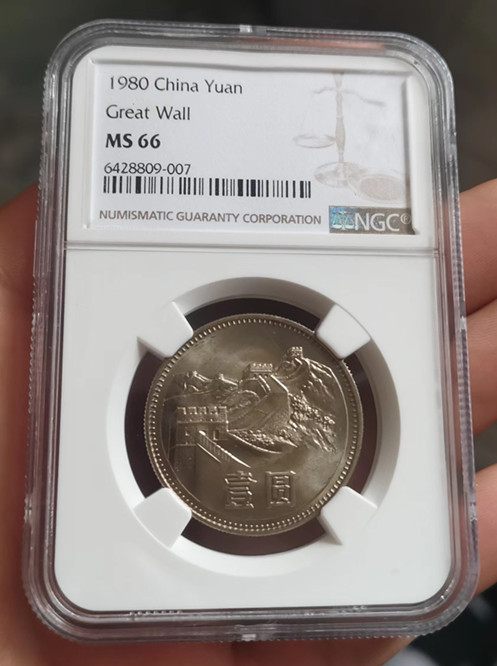 1980 China Yuan
Great Wall
MS 66
6428809-007
NUMISMATIC GUARANTY CORPORATION NGC®
壹圆